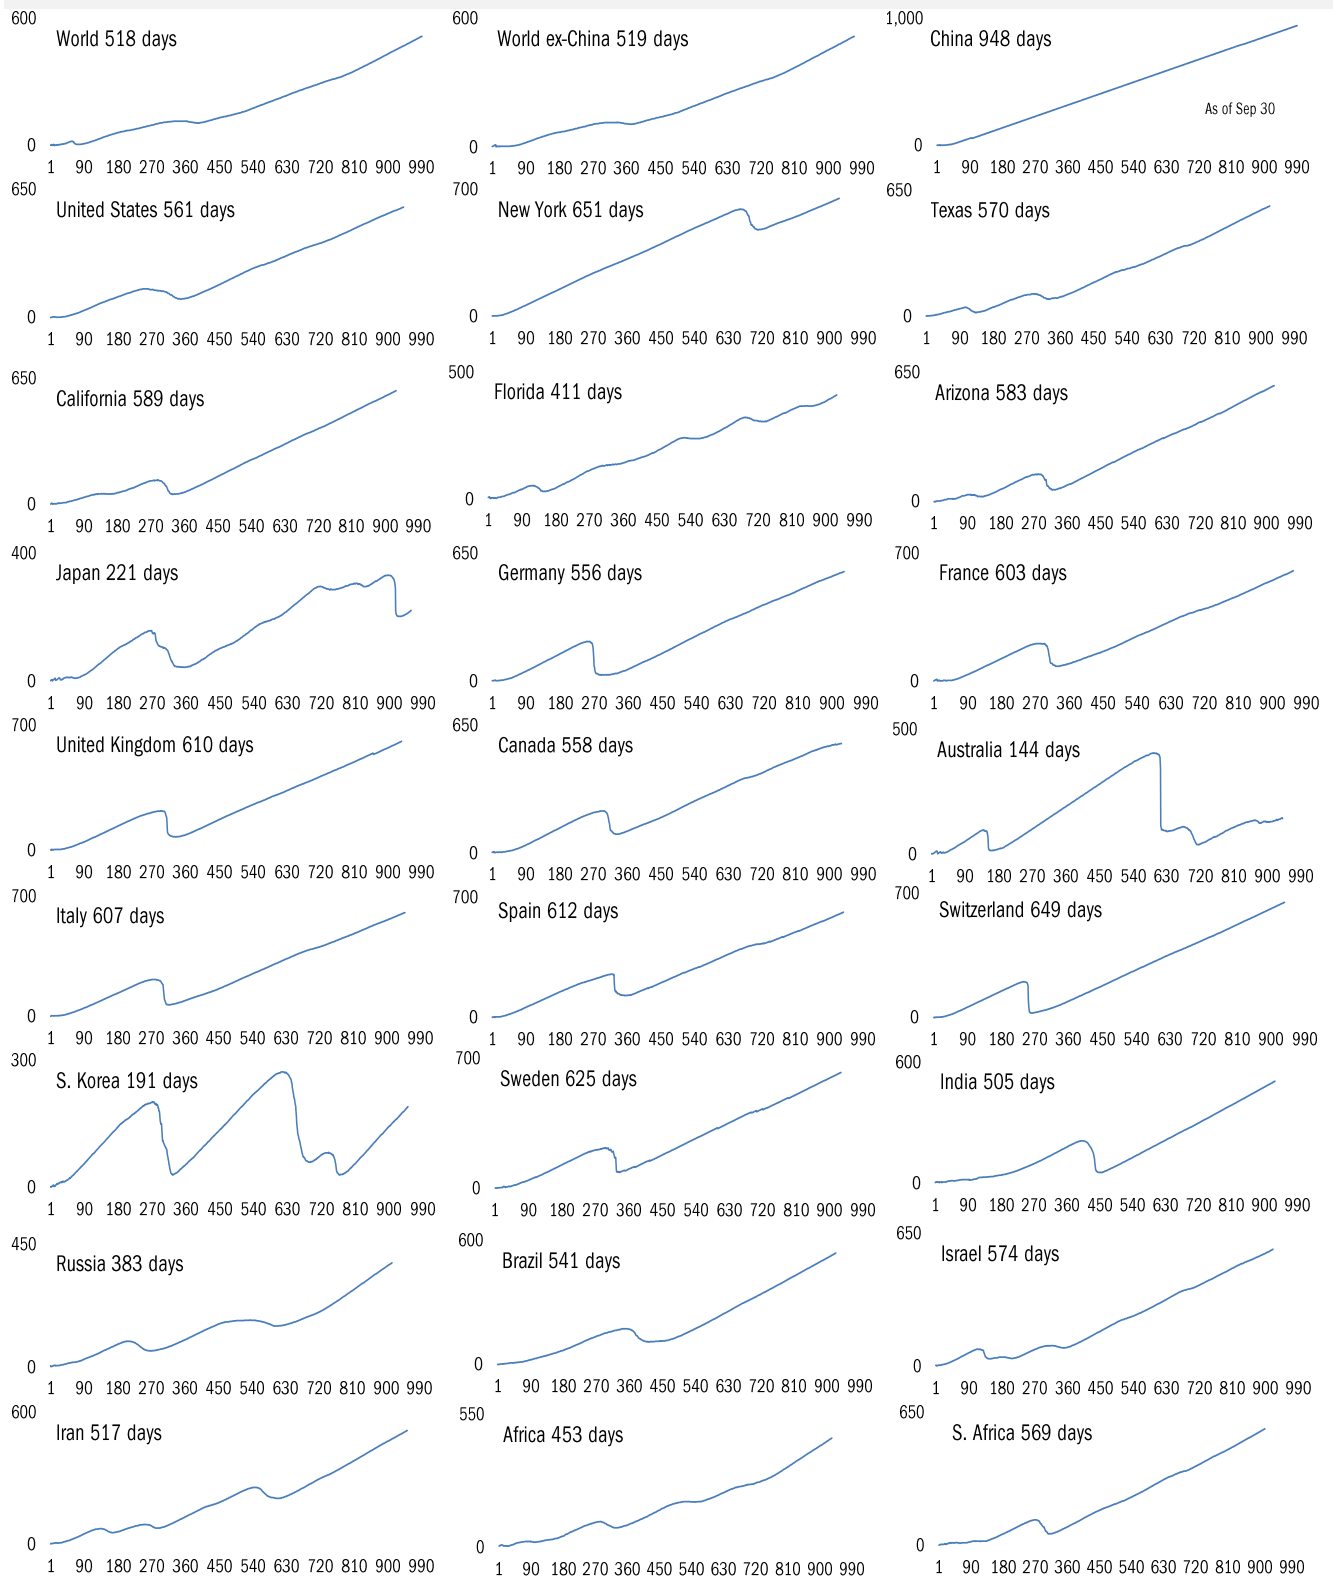 600
World 518 days
0
1 90 180 270 360 450 540 630 720 810 900 990
600
World ex-China 519 days
0
1 90 180 270 360 450 540 630 720 810 900 990
1,000
China 948 days
As of Sep 30
0
1 90 180 270 360 450 540 630 720 810 900 990
650
United States 561 days
0
1 90 180 270 360 450 540 630 720 810 900 990
700
New York 651 days
0
1 90 180 270 360 450 540 630 720 810 900 990
650
Texas 570 days
0
1 90 180 270 360 450 540 630 720 810 900 990
650
California 589 days
0
1 90 180 270 360 450 540 630 720 810 900 990
500
Florida 411 days
0
1 90 180 270 360 450 540 630 720 810 900 990
650
Arizona 583 days
0
1 90 180 270 360 450 540 630 720 810 900 990
400
Japan 221 days
0
1 90 180 270 360 450 540 630 720 810 900 990
650
Germany 556 days
0
1 90 180 270 360 450 540 630 720 810 900 990
700
France 603 days
0
1 90 180 270 360 450 540 630 720 810 900 990
700
United Kingdom 610 days
0
1 90 180 270 360 450 540 630 720 810 900 990
650
Canada 558 days
0
1 90 180 270 360 450 540 630 720 810 900 990
500
Australia 144 days
0
1 90 180 270 360 450 540 630 720 810 900 990
700
Italy 607 days
0
1 90 180 270 360 450 540 630 720 810 900 990
700
Spain 612 days
0
1 90 180 270 360 450 540 630 720 810 900 990
700
Switzerland 649 days
0
1 90 180 270 360 450 540 630 720 810 900 990
300
S. Korea 191 days
0
1 90 180 270 360 450 540 630 720 810 900 990
700
Sweden 625 days
0
1 90 180 270 360 450 540 630 720 810 900 990
600
India 505 days
0
1 90 180 270 360 450 540 630 720 810 900 990
450
Russia 383 days
0
1 90 180 270 360 450 540 630 720 810 900 990
600
Brazil 541 days
0
1 90 180 270 360 450 540 630 720 810 900 990
650
Israel 574 days
0
1 90 180 270 360 450 540 630 720 810 900 990
600
Iran 517 days
0
1 90 180 270 360 450 540 630 720 810 900 990
550
Africa 453 days
0
1 90 180 270 360 450 540 630 720 810 900 990
650
S. Africa 569 days
0
1 90 180 270 360 450 540 630 720 810 900 990